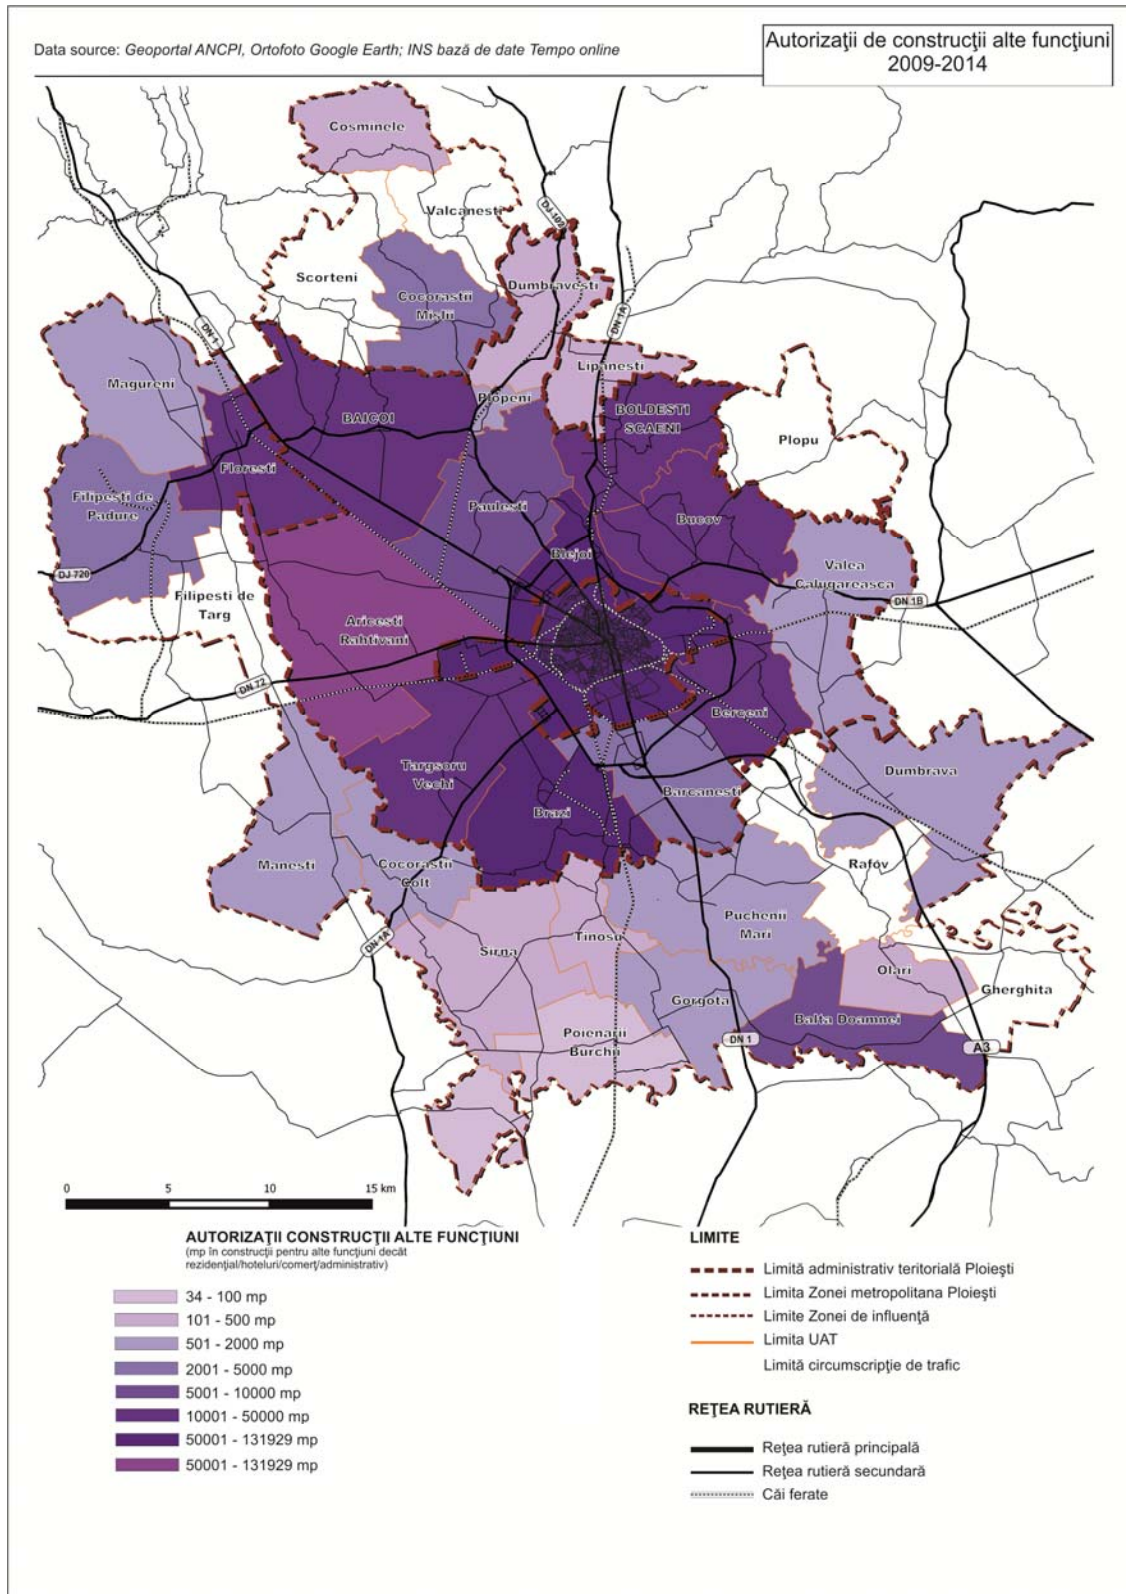 Data source: Geoportal ANCPI, Ortofoto Google Earth; INS bază de date Tempo online
Autorizaţii de construcţii alte funcţiuni
2009-2014
Cosminele
Valcanesti
DJ-102
Scorteni
Dumbravesti
Cocorastii
Mislii
DN 1A
DN-1
Lipanesti
Magureni
Plopeni
BAICOI
BOLDESTI
SCAENI
Plopu
Floresti
Filipeşti de
Padure
Paulesti
Bucov
Blejoi
Valea
Calugareasca
DJ 720
Filipesti de
Targ
DN 1B
Aricesti
Rahtivani
DN 72
Berceni
Targsoru
Vechi
Dumbrava
Barcanesti
Brazi
Manesti
Cocorastii
Colt
Rafov
Puchenii
Mari
DN-1A
Sirna
Tinosu
Olari
Gherghita
Gorgota
Balta Doamnei
Poienarii
Burchii
DN 1
A3
0 5 10 15 km
AUTORIZAŢII CONSTRUCŢII ALTE FUNCŢIUNI
(mp în construcţii pentru alte funcţiuni decât
rezidenţial/hoteluri/comerţ/administrativ)
34 - 100 mp
101 - 500 mp
501 - 2000 mp
2001 - 5000 mp
5001 - 10000 mp
10001 - 50000 mp
50001 - 131929 mp
50001 - 131929 mp
LIMITE
Limită administrativ teritorială Ploieşti
Limita Zonei metropolitana Ploieşti
Limite Zonei de influenţă
Limita UAT
Limită circumscripţie de trafic
REŢEA RUTIERĂ
Reţea rutieră principală
Reţea rutieră secundară
Căi ferate